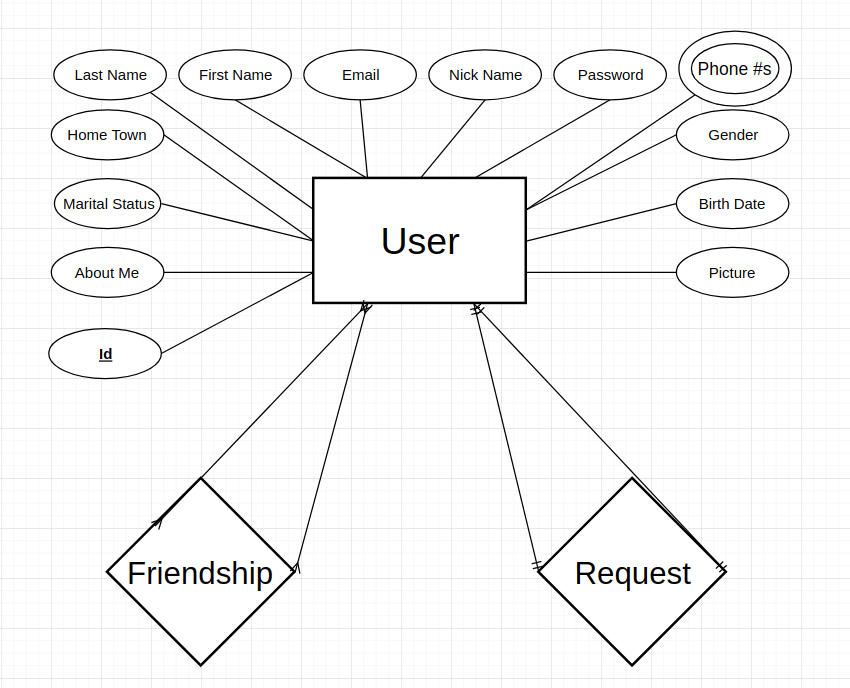 Last Name
First Name
Email
Nick Name
Password
Phone #s
Home Town
Gender
Marital Status
Birth Date
User
About Me
Picture
Id
Friendship
Request